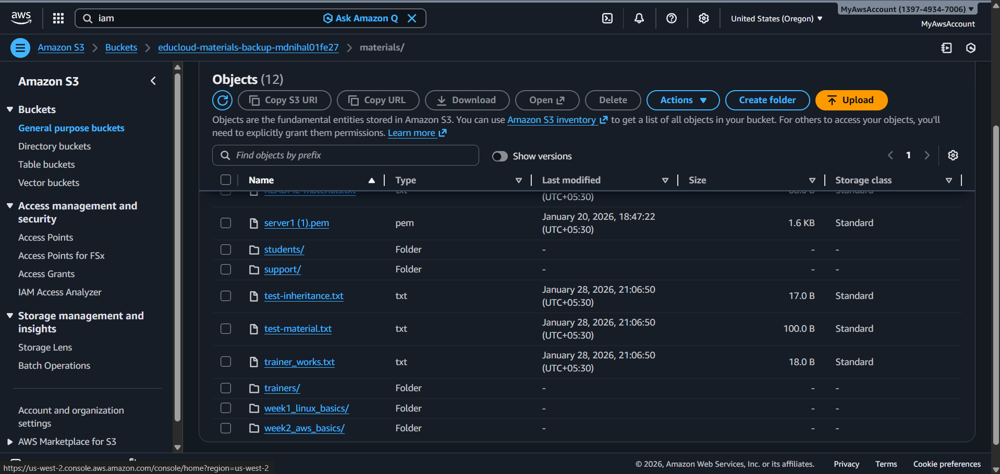 aws
iam
Ask Amazon Q
United States (Oregon)
MyAwsAccount (1397-4934-7006)
MyAwsAccount
Amazon S3
Buckets
educloud-materials-backup-mdnihal01fe27
materials/
Amazon S3
Buckets
General purpose buckets
Directory buckets
Table buckets
Vector buckets
Access management and
security
Access Points
Access Points for FSx
Access Grants
IAM Access Analyzer
Storage management and
insights
Storage Lens
Batch Operations
Account and organization
settings
AWS Marketplace for S3
Objects (12)
Copy S3 URI
Copy URL
Download
Open
Delete
Actions
Create folder
Upload
Objects are the fundamental entities stored in Amazon S3. You can use Amazon S3 inventory to get a list of all objects in your bucket. For others to access your objects, you'll
need to explicitly grant them permissions. Learn more
Find objects by prefix
Show versions
1
Name Type Last modified Size Storage class
(UTC+05:30)
server1 (1).pem pem January 20, 2026, 18:47:22 (UTC+05:30) 1.6 KB Standard
students/ Folder - - -
support/ Folder - - -
test-inheritance.txt txt January 28, 2026, 21:06:50 (UTC+05:30) 17.0 B Standard
test-material.txt txt January 28, 2026, 21:06:50 (UTC+05:30) 100.0 B Standard
trainer_works.txt txt January 28, 2026, 21:06:50 (UTC+05:30) 18.0 B Standard
trainers/ Folder - - -
week1_linux_basics/ Folder - - -
week2_aws_basics/ Folder - - -
https://us-west-2.console.aws.amazon.com/console/home?region=us-west-2
© 2026, Amazon Web Services, Inc. or its affiliates.
Privacy
Terms
Cookie preferences